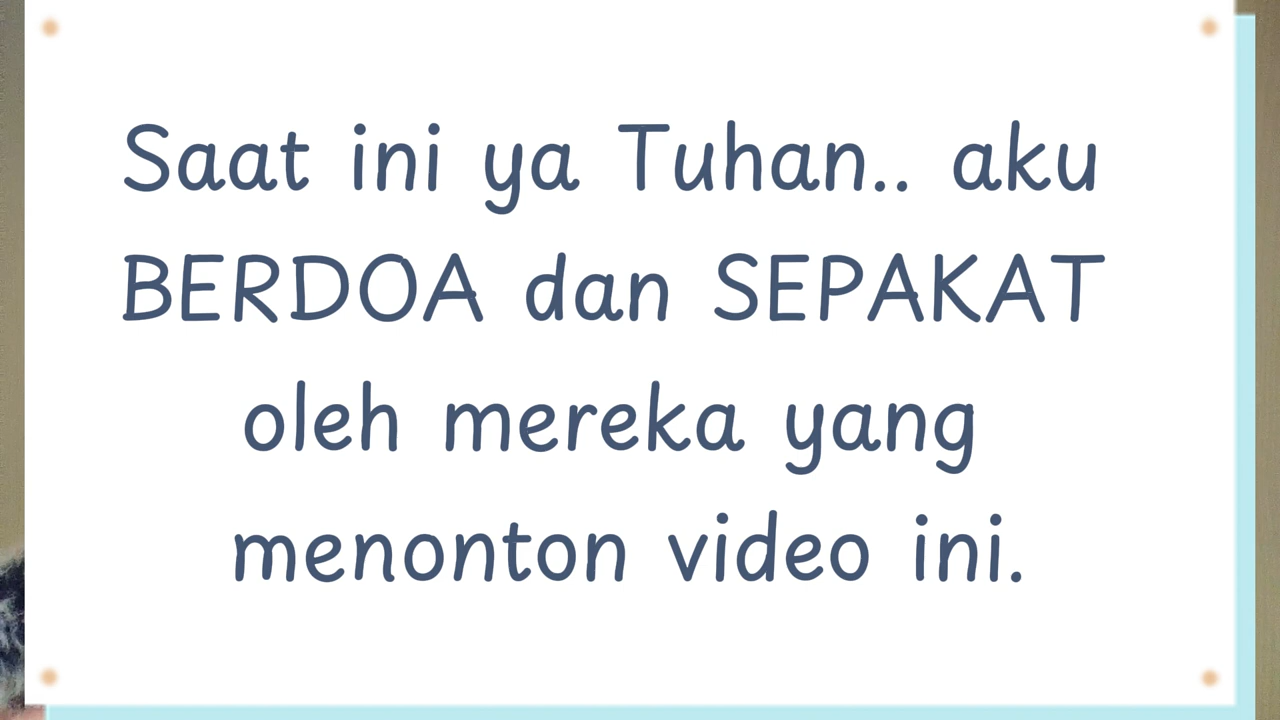 Saat ini ya Tuhan.. aku
BERDOA dan SEPAKAT
oleh mereka yang
menonton video ini.